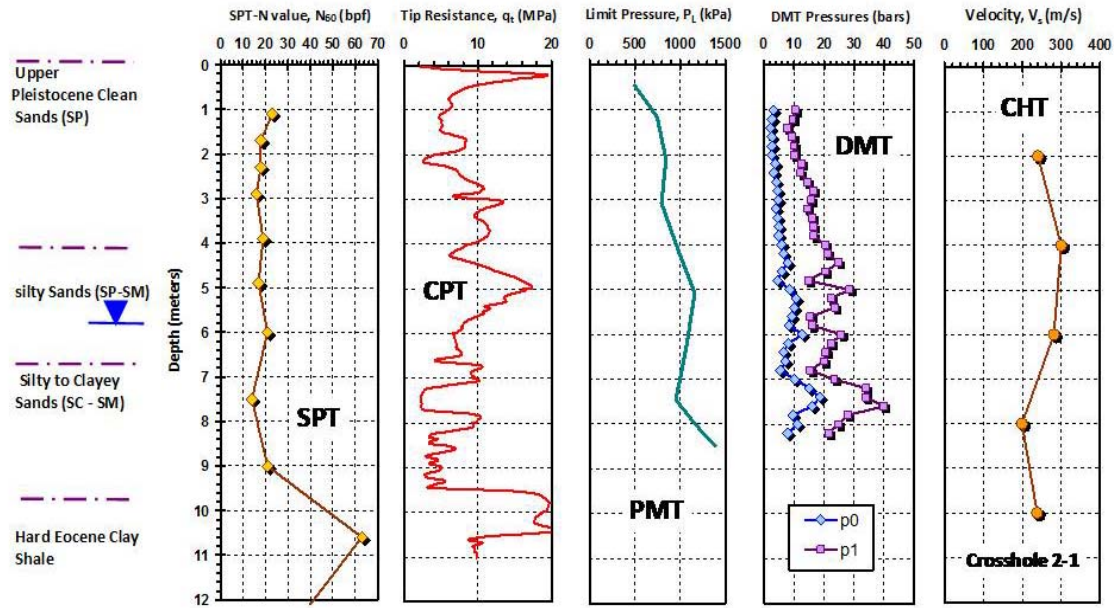 SPT-N value, N60 (bpf)
0 10 20 30 40 50 60 70
Tip Resistance, qt (MPa)
0 10 20
Limit Pressure, PL (kPa)
0 500 1000 1500
DMT Pressures (bars)
0 10 20 30 40 50
Velocity, Vs (m/s)
0 200 400
Upper
Pleistocene Clean
Sands (SP)
silty Sands (SP-SM)
Silty to Clayey
Sands (SC - SM)
Hard Eocene Clay
Shale
Depth (meters)
0
1
2
3
4
5
6
7
8
9
10
11
12
SPT
CPT
PMT
DMT
p0
p1
CHT
Crosshole 2-1